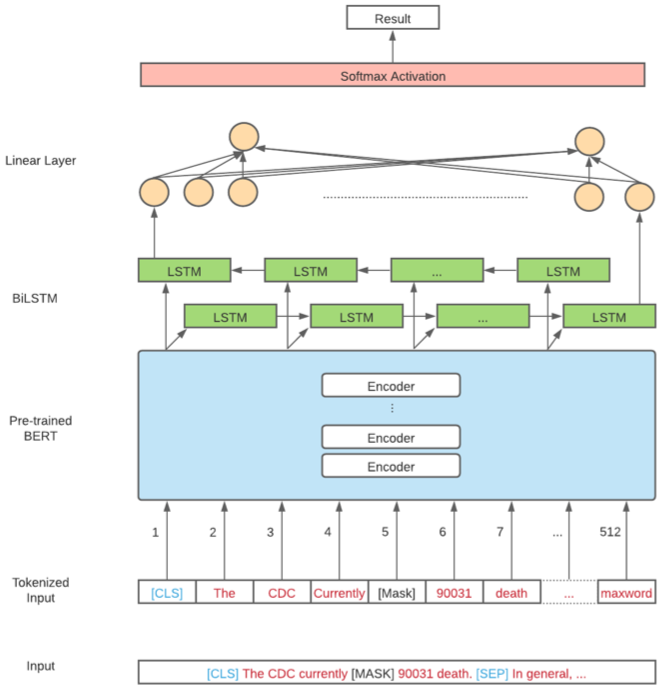 Result
Softmax Activation
Linear Layer
LSTM LSTM ... LSTM
BiLSTM
LSTM LSTM ... LSTM
Encoder
...
Pre-trained
BERT
Encoder
Encoder
1 2 3 4 5 6 7 ... 512
Tokenized
Input
[CLS] The CDC Currently [Mask] 90031 death ... maxword
Input
[CLS] The CDC currently [MASK] 90031 death. [SEP] In general, ...